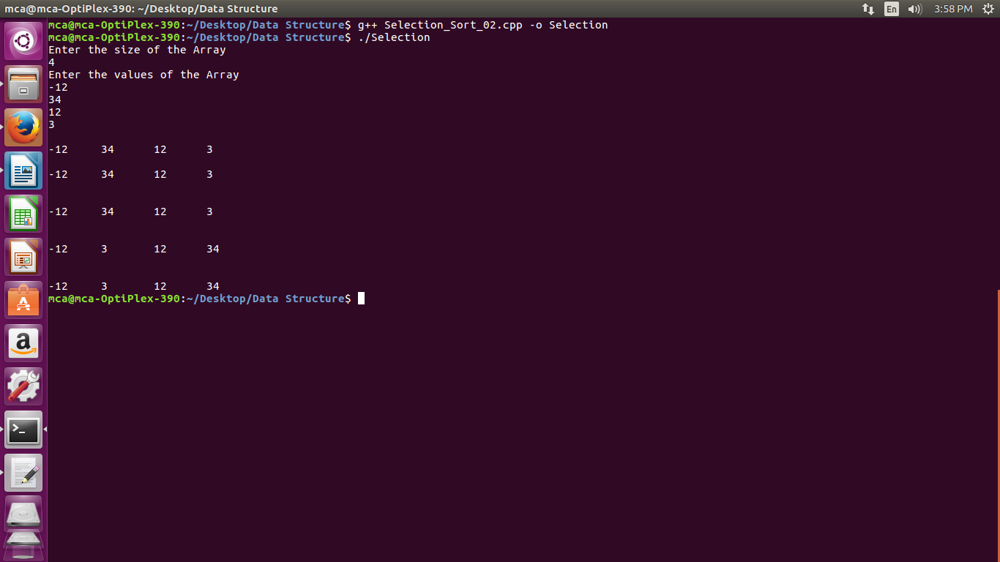 mca@mca-OptiPlex-390: ~/Desktop/Data Structure En 3:58 PM
mca@mca-OptiPlex-390:~/Desktop/Data Structure$ g++ Selection_Sort_02.cpp -o Selection
mca@mca-OptiPlex-390:~/Desktop/Data Structure$ ./Selection
Enter the size of the Array
4
Enter the values of the Array
-12
34
12
3
-12 34 12 3
-12 34 12 3
-12 34 12 3
-12 3 12 34
-12 3 12 34
mca@mca-OptiPlex-390:~/Desktop/Data Structure$